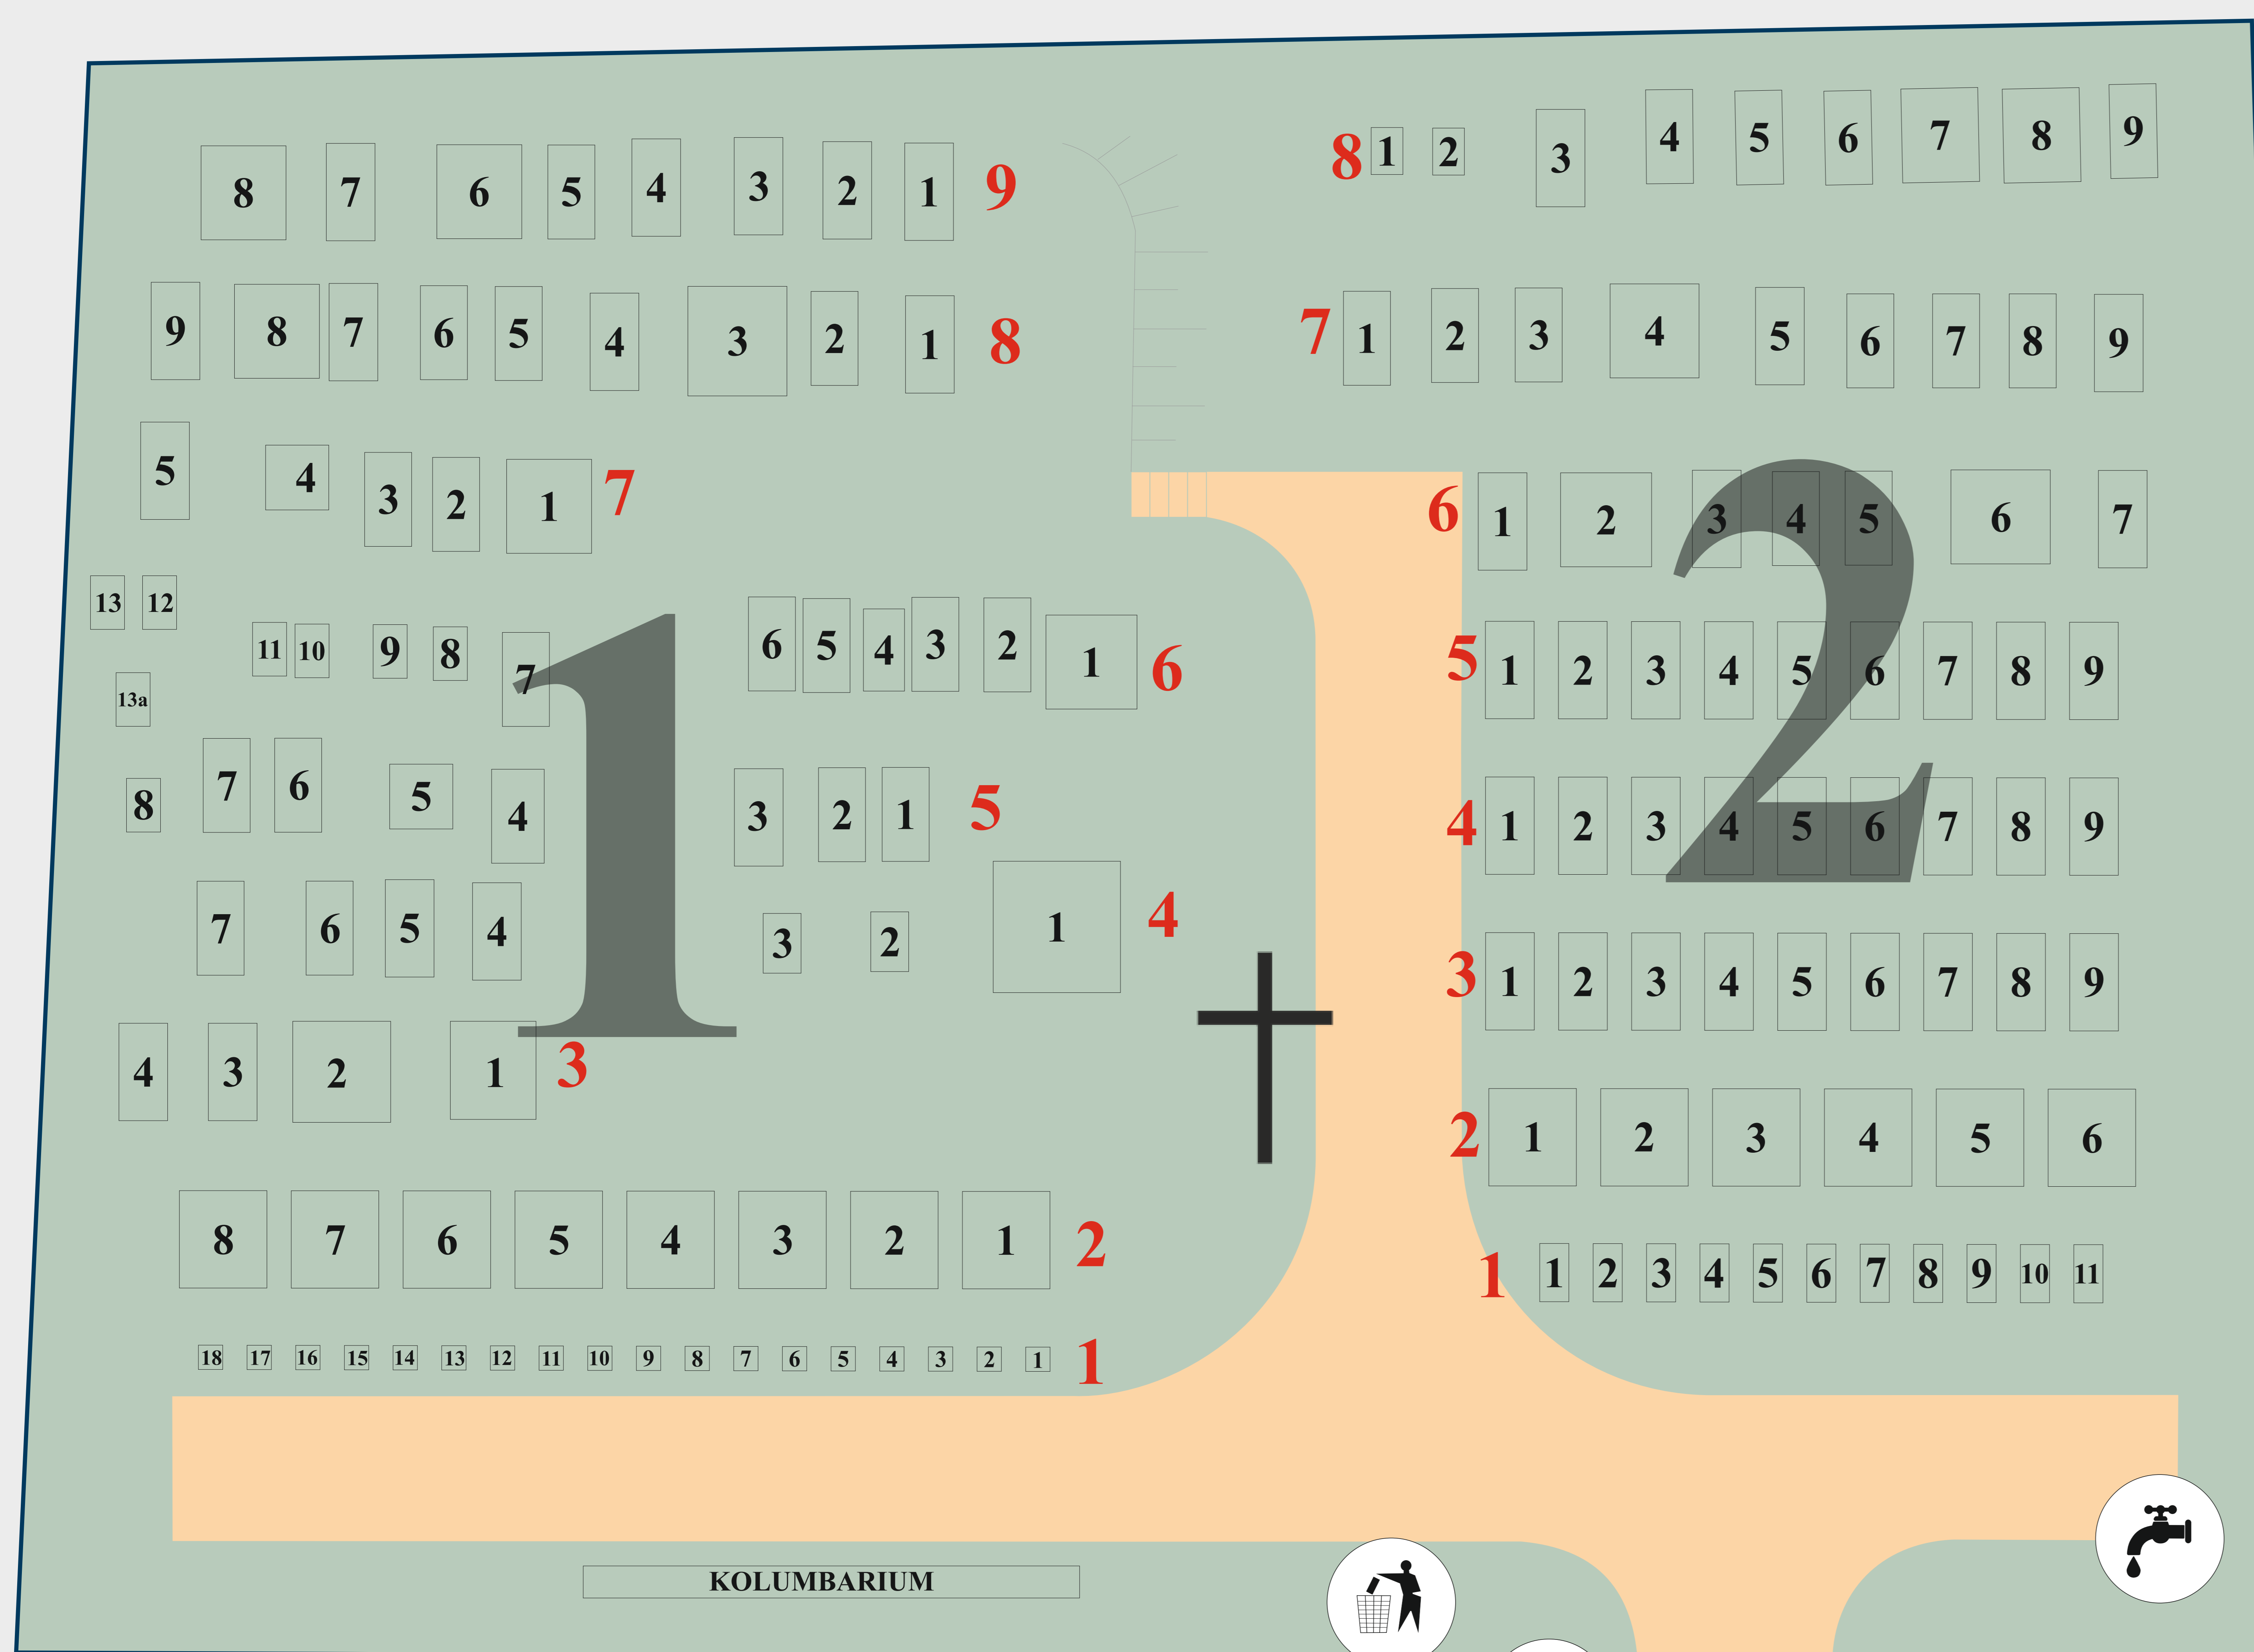 8 7 6 5 4 3 2 1 9
9 8 7 6 5 4 3 2 1 8
5 4 3 2 1 7
13 12
11 10 9 8 7 6 5 4 3 2 1 6
13a
8 7 6 5 4 3 2 1 5
7 6 5 4 3 2 1 4
4 3 2 1 3
1
8 7 6 5 4 3 2 1 2
18 17 16 15 14 13 12 11 10 9 8 7 6 5 4 3 2 1 1
8 1 2 3 4 5 6 7 8 9
7 1 2 3 4 5 6 7 8 9
6 1 2 3 4 5 6 7
2
5 1 2 3 4 5 6 7 8 9
4 1 2 3 4 5 6 7 8 9
3 1 2 3 4 5 6 7 8 9
2 1 2 3 4 5 6
1 1 2 3 4 5 6 7 8 9 10 11
KOLUMBARIUM